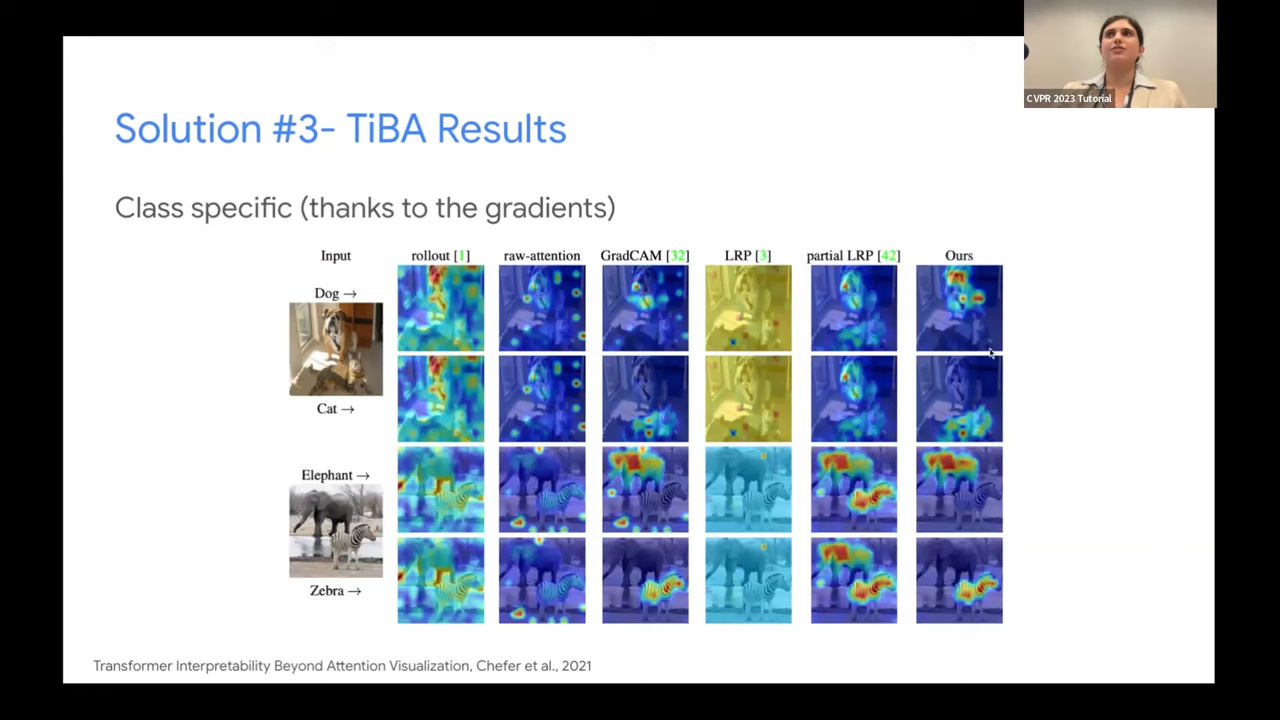 CVPR 2023 Tutorial
Solution #3- TiBA Results
Class specific (thanks to the gradients)
Input rollout [1] raw-attention GradCAM [32] LRP [3] partial LRP [42] Ours
Dog →
Cat →
Elephant →
Zebra →
Transformer Interpretability Beyond Attention Visualization, Chefer et al., 2021